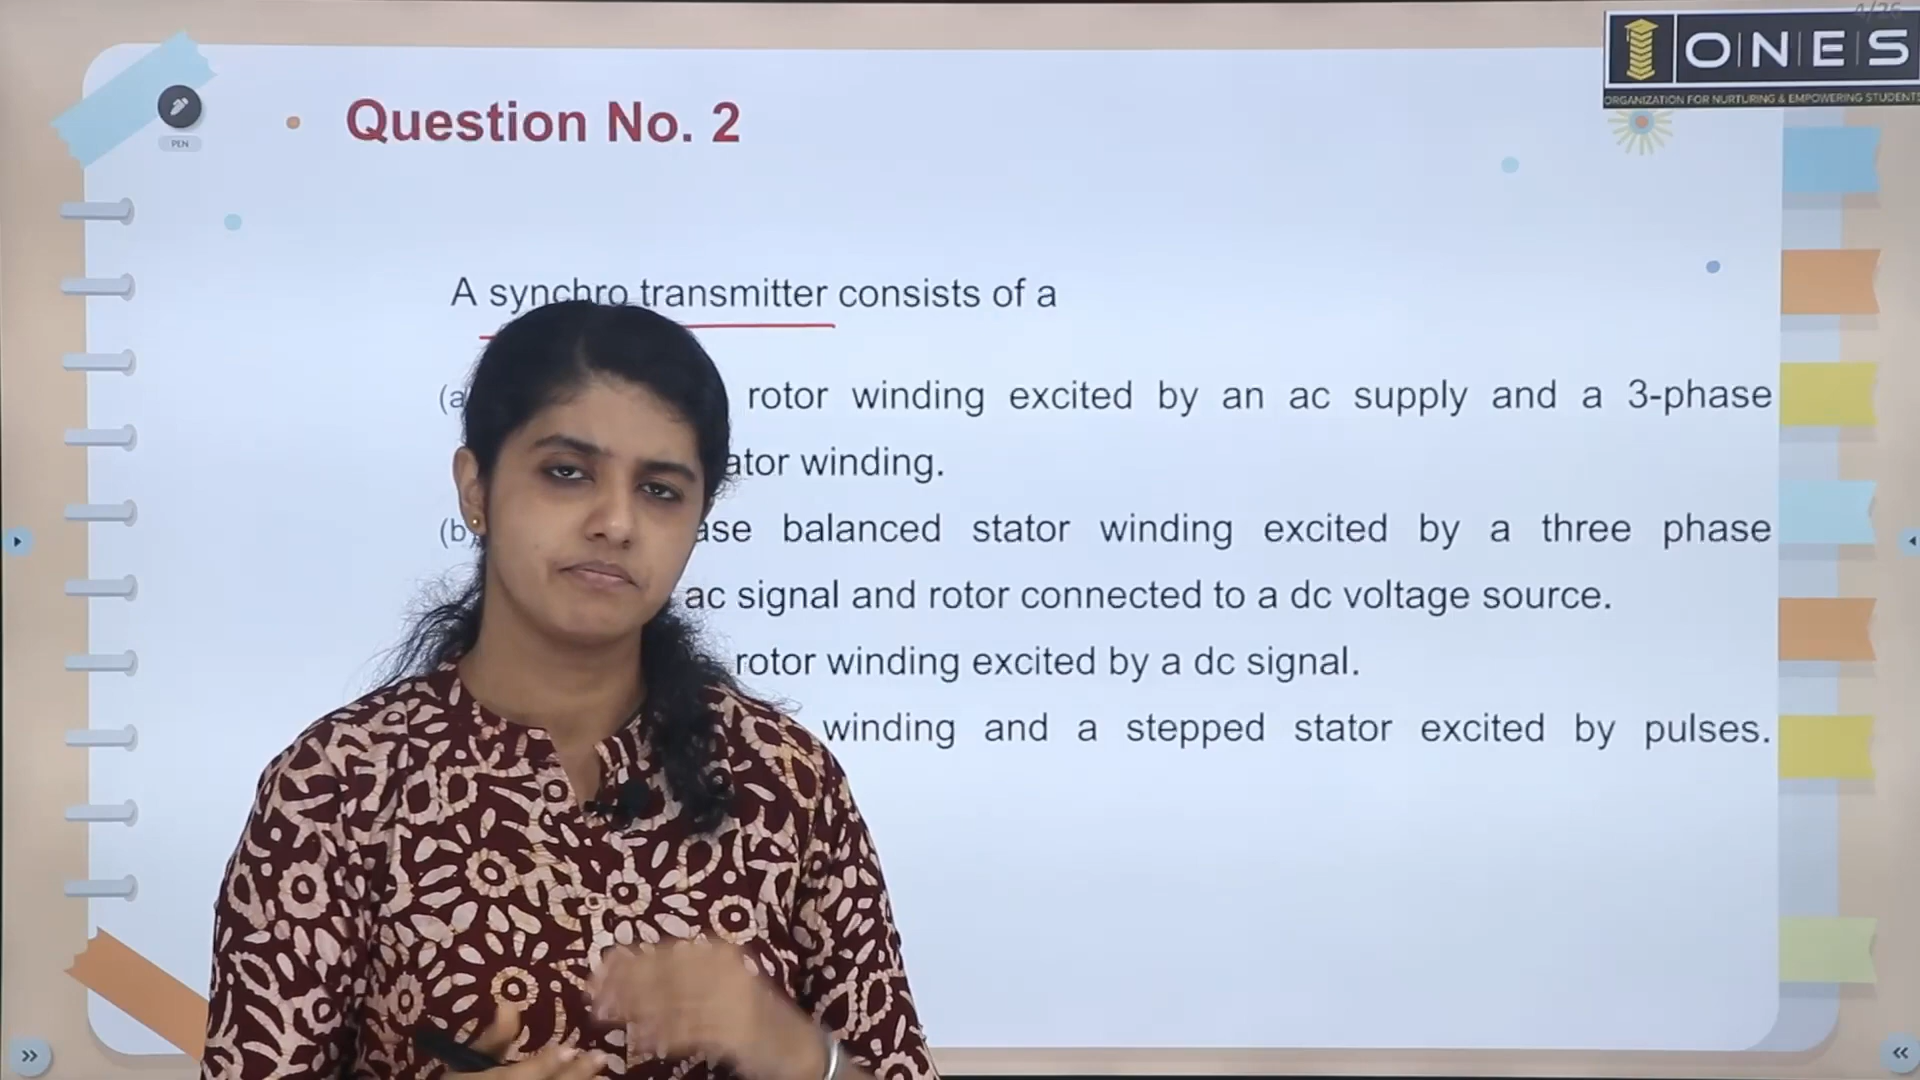 4/26
ONES
ORGANIZATION FOR NURTURING & EMPOWERING STUDENTS
Question No. 2
PEN
A synchro transmitter consists of a
(a rotor winding excited by an ac supply and a 3-phase
ator winding.
(b ase balanced stator winding excited by a three phase
ac signal and rotor connected to a dc voltage source.
rotor winding excited by a dc signal.
winding and a stepped stator excited by pulses.